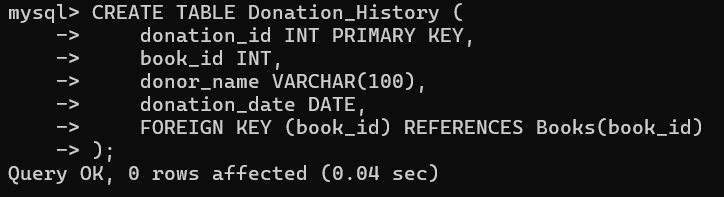 mysql> CREATE TABLE Donation_History (
    ->     donation_id INT PRIMARY KEY,
    ->     book_id INT,
    ->     donor_name VARCHAR(100),
    ->     donation_date DATE,
    ->     FOREIGN KEY (book_id) REFERENCES Books(book_id)
    -> );
Query OK, 0 rows affected (0.04 sec)